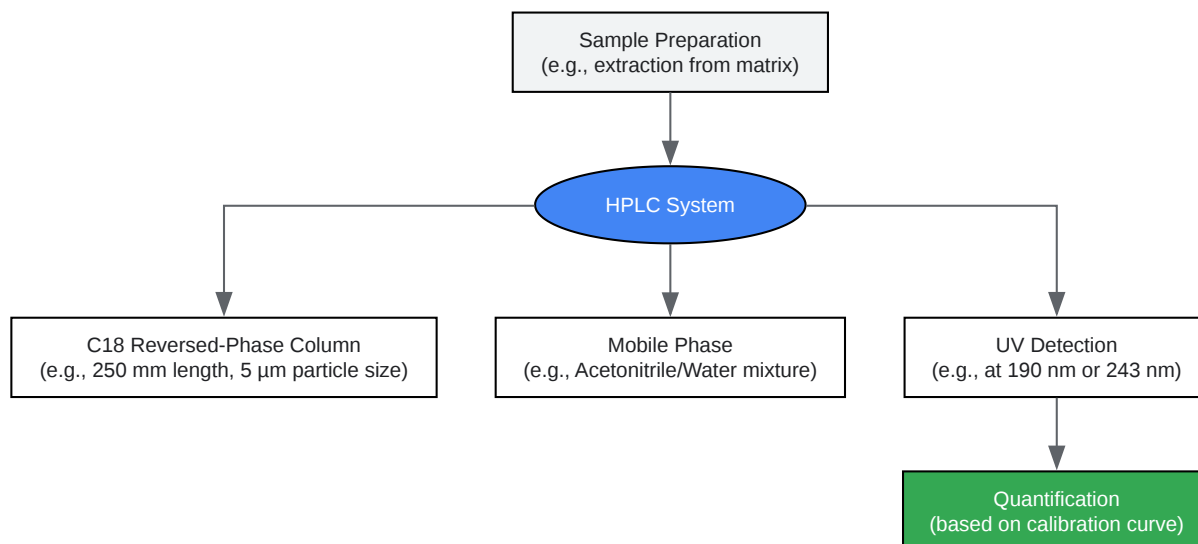 Sample Preparation
(e.g., extraction from matrix)
HPLC System
C18 Reversed-Phase Column
(e.g., 250 mm length, 5 µm particle size)
Mobile Phase
(e.g., Acetonitrile/Water mixture)
UV Detection
(e.g., at 190 nm or 243 nm)
Quantification
(based on calibration curve)